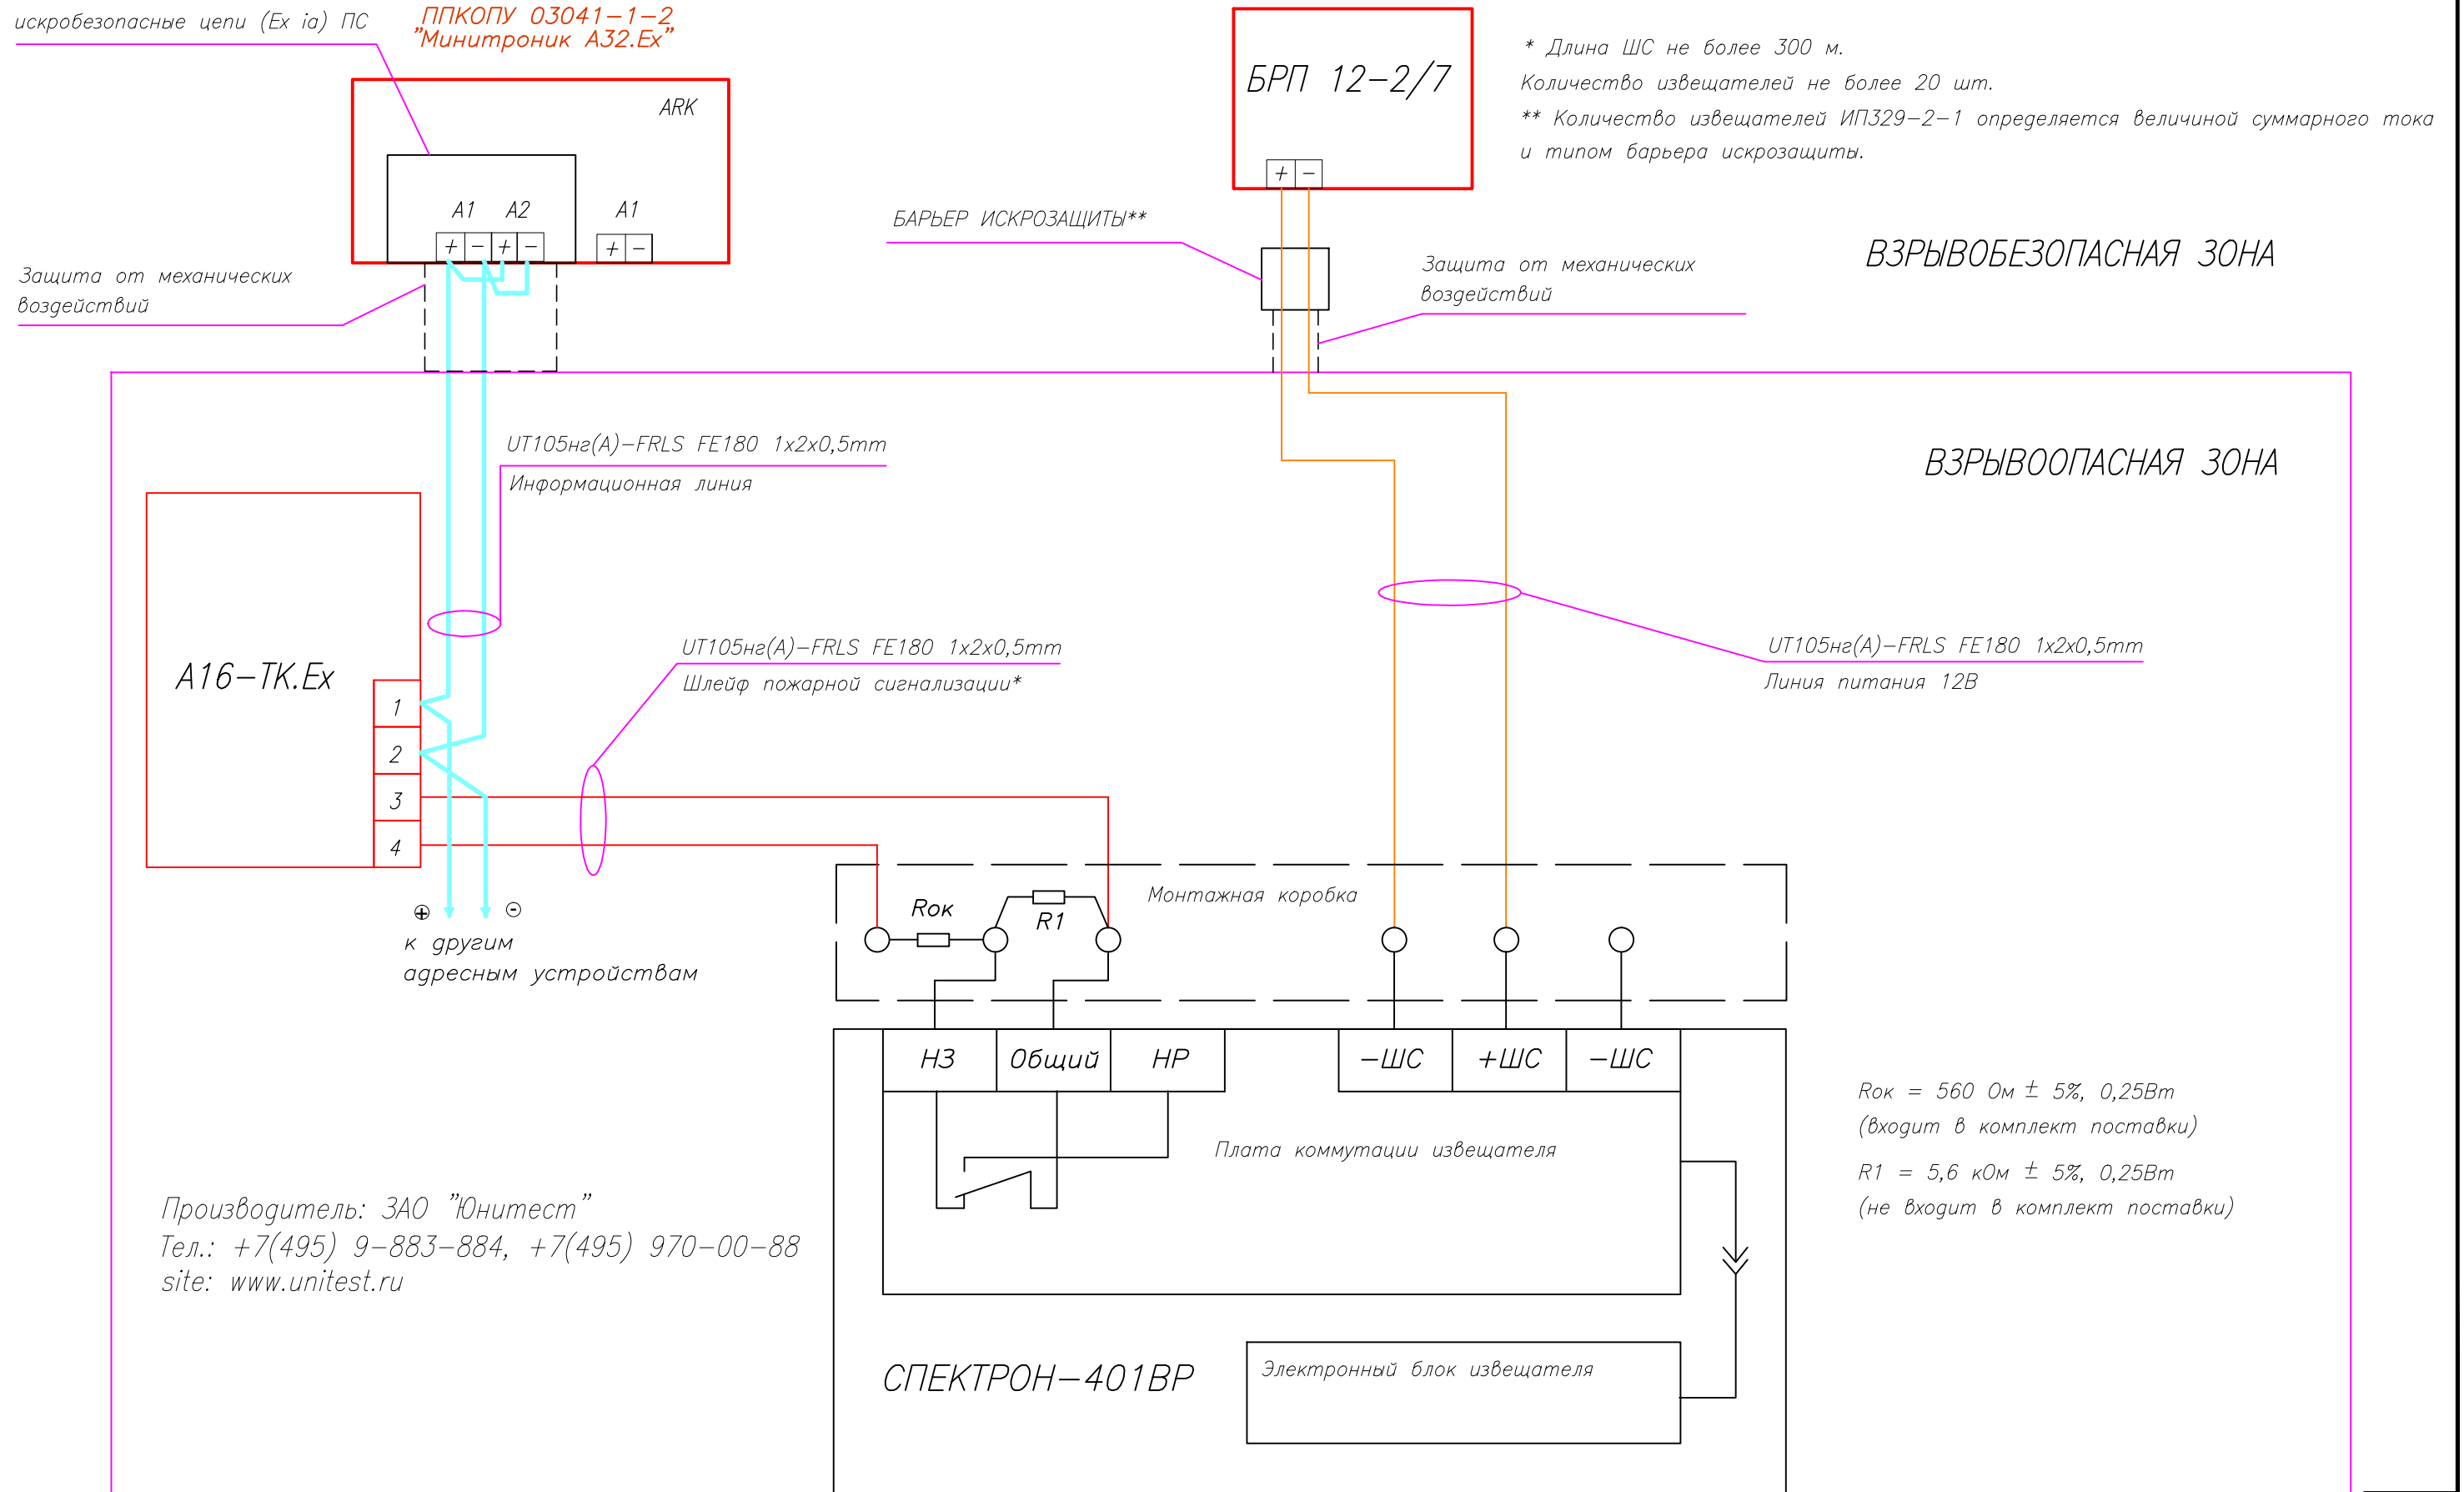 искробезопасные цепи (Ex ia) ПС
ППКОПУ 03041-1-2
"Минитроник А32.Ех"
ARK
A1 A2
+ - + -
A1
+ -
Защита от механических
воздействий
БРП 12-2/7
+ -
* Длина ШС не более 300 м.
Количество извещателей не более 20 шт.
** Количество извещателей ИП329-2-1 определяется величиной суммарного тока
и типом барьера искрозащиты.
БАРЬЕР ИСКРОЗАЩИТЫ**
Защита от механических
воздействий
ВЗРЫВОБЕЗОПАСНАЯ ЗОНА
ВЗРЫВООПАСНАЯ ЗОНА
UT105нг(А)-FRLS FE180 1x2x0,5mm
Информационная линия
А16-ТК.Ех
1
2
3
4
UT105нг(А)-FRLS FE180 1x2x0,5mm
Шлейф пожарной сигнализации*
UT105нг(А)-FRLS FE180 1x2x0,5mm
Линия питания 12В
+ -
к другим
адресным устройствам
Rок
R1
Монтажная коробка
НЗ Общий НР -ШС +ШС -ШС
Плата коммутации извещателя
Rок = 560 Ом ± 5%, 0,25Вт
(входит в комплект поставки)
R1 = 5,6 кОм ± 5%, 0,25Вт
(не входит в комплект поставки)
Производитель: ЗАО "Юнитест"
Тел.: +7(495) 9-883-884, +7(495) 970-00-88
site: www.unitest.ru
СПЕКТРОН-401ВР
Электронный блок извещателя